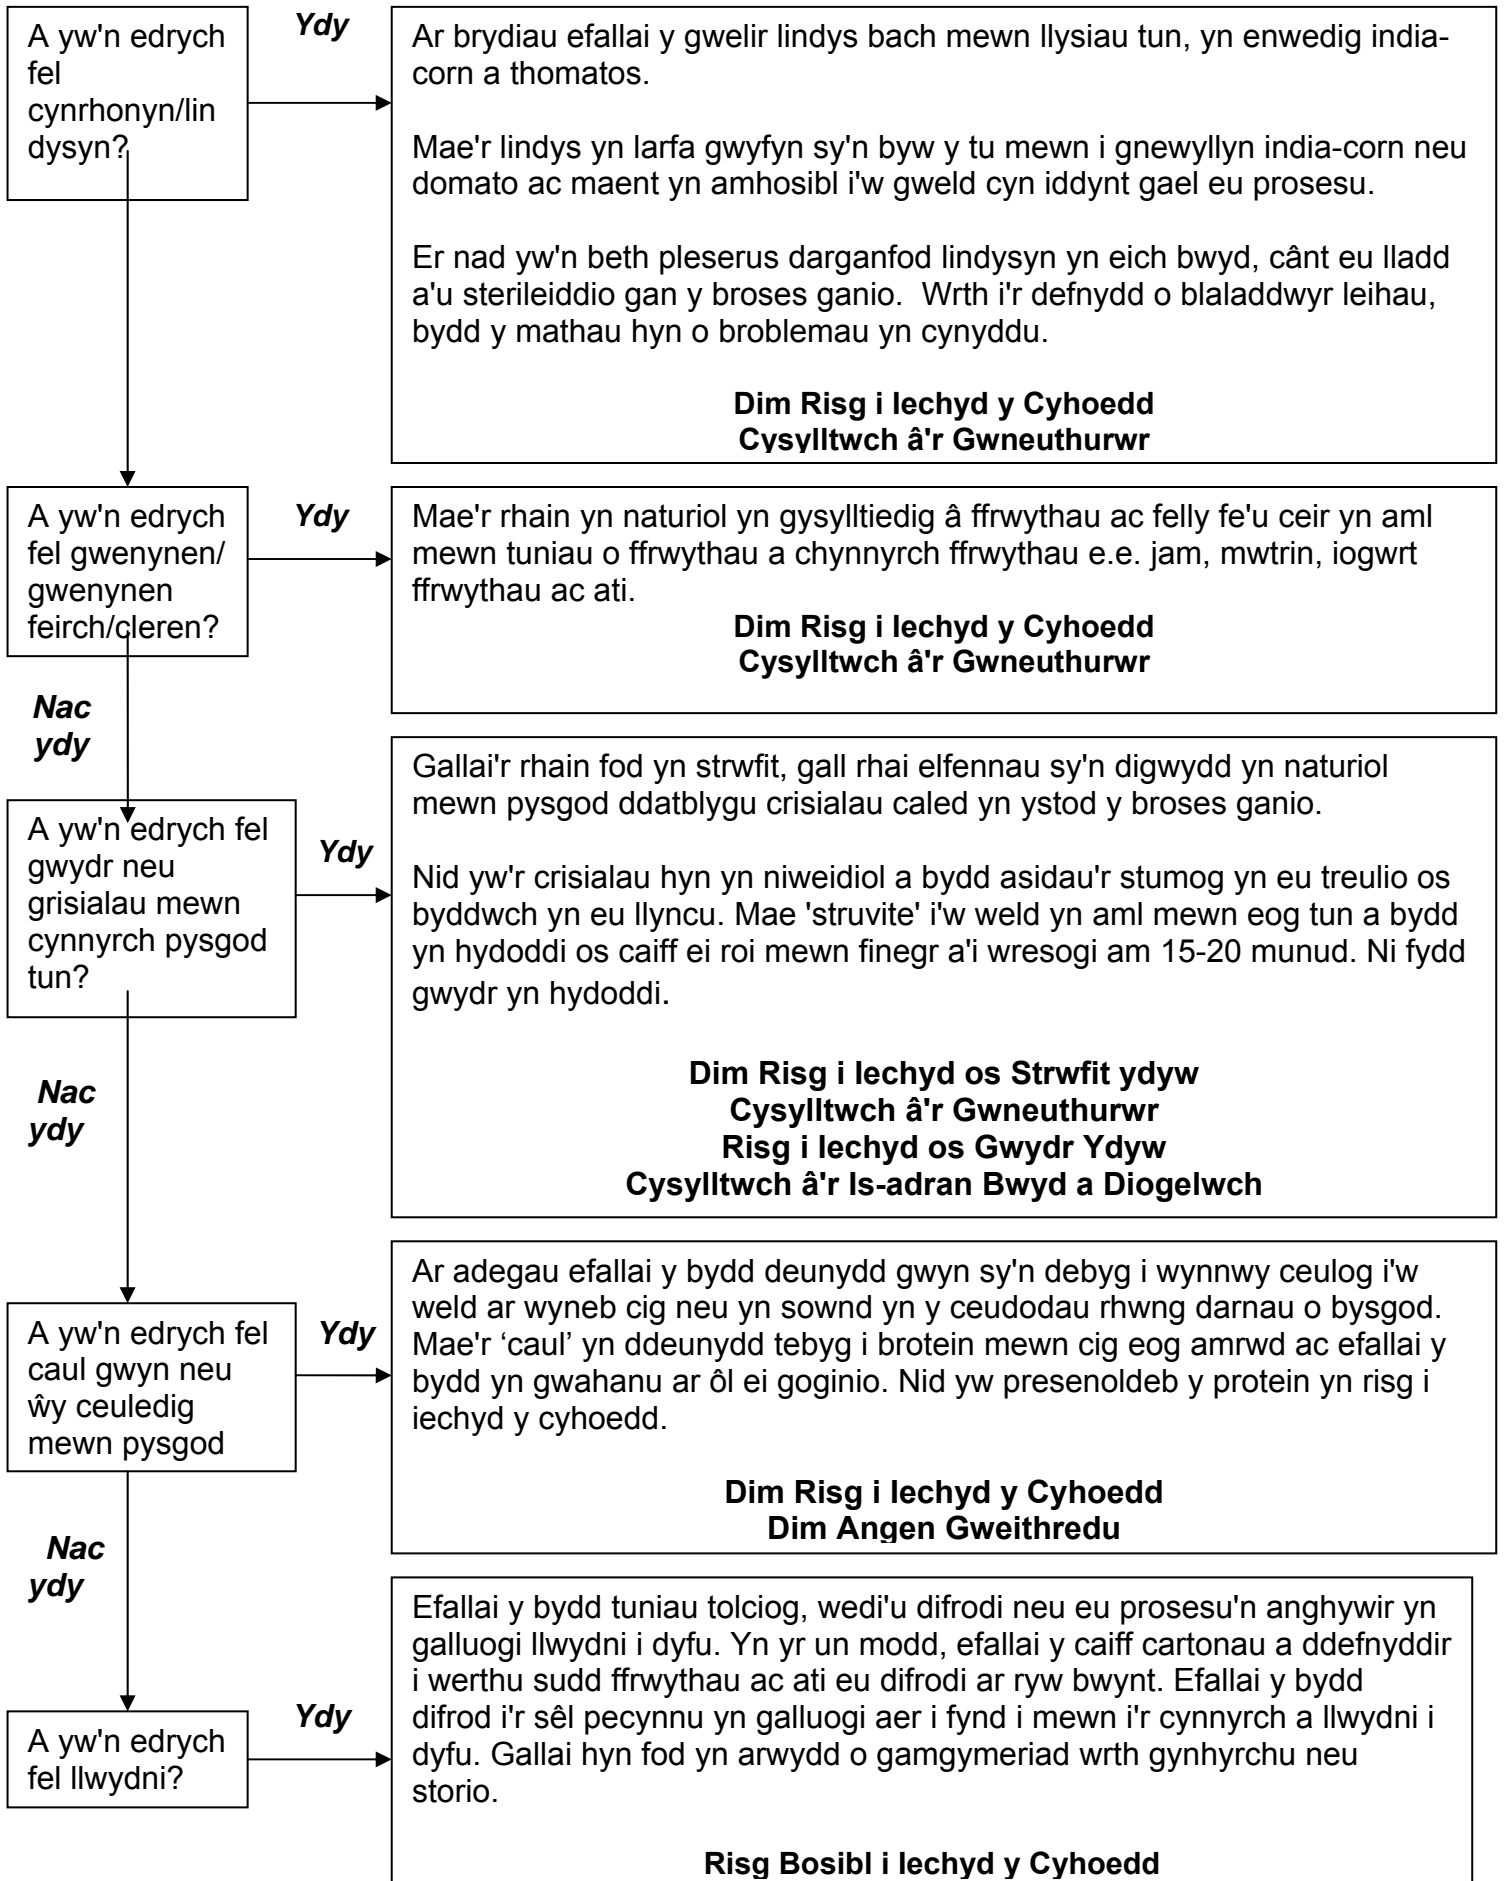 A yw'n edrych
fel
cynrhonyn/lin
dysyn?
Ydy
Ar brydiau efallai y gwelir lindys bach mewn llysiau tun, yn enwedig india-
corn a thomatos.
Mae'r lindys yn larfa gwyfyn sy'n byw y tu mewn i gnewyllyn india-corn neu
domato ac maent yn amhosibl i'w gweld cyn iddynt gael eu prosesu.
Er nad yw'n beth pleserus darganfod lindysyn yn eich bwyd, cânt eu lladd
a'u sterileiddio gan y broses ganio.  Wrth i'r defnydd o blaladdwyr leihau,
bydd y mathau hyn o broblemau yn cynyddu.
Dim Risg i Iechyd y Cyhoedd
Cysylltwch â'r Gwneuthurwr
A yw'n edrych
fel gwenynen/
gwenynen
feirch/cleren?
Ydy
Mae'r rhain yn naturiol yn gysylltiedig â ffrwythau ac felly fe'u ceir yn aml
mewn tuniau o ffrwythau a chynnyrch ffrwythau e.e. jam, mwtrin, iogwrt
ffrwythau ac ati.
Dim Risg i Iechyd y Cyhoedd
Cysylltwch â'r Gwneuthurwr
Nac
ydy
A yw'n edrych fel
gwydr neu
grisialau mewn
cynnyrch pysgod
tun?
Ydy
Gallai'r rhain fod yn strwfit, gall rhai elfennau sy'n digwydd yn naturiol
mewn pysgod ddatblygu crisialau caled yn ystod y broses ganio.
Nid yw'r crisialau hyn yn niweidiol a bydd asidau'r stumog yn eu treulio os
byddwch yn eu llyncu. Mae 'struvite' i'w weld yn aml mewn eog tun a bydd
yn hydoddi os caiff ei roi mewn finegr a'i wresogi am 15-20 munud. Ni fydd
gwydr yn hydoddi.
Dim Risg i Iechyd os Strwfit ydyw
Cysylltwch â'r Gwneuthurwr
Risg i Iechyd os Gwydr Ydyw
Cysylltwch â'r Is-adran Bwyd a Diogelwch
Nac
ydy
A yw'n edrych fel
caul gwyn neu
ŵy ceuledig
mewn pysgod
Ydy
Ar adegau efallai y bydd deunydd gwyn sy'n debyg i wynnwy ceulog i'w
weld ar wyneb cig neu yn sownd yn y ceudodau rhwng darnau o bysgod.
Mae'r ‘caul’ yn ddeunydd tebyg i brotein mewn cig eog amrwd ac efallai y
bydd yn gwahanu ar ôl ei goginio. Nid yw presenoldeb y protein yn risg i
iechyd y cyhoedd.
Dim Risg i Iechyd y Cyhoedd
Dim Angen Gweithredu
Nac
ydy
A yw'n edrych
fel llwydni?
Ydy
Efallai y bydd tuniau tolciog, wedi'u difrodi neu eu prosesu'n anghywir yn
galluogi llwydni i dyfu. Yn yr un modd, efallai y caiff cartonau a ddefnyddir
i werthu sudd ffrwythau ac ati eu difrodi ar ryw bwynt. Efallai y bydd
difrod i'r sêl pecynnu yn galluogi aer i fynd i mewn i'r cynnyrch a llwydni i
dyfu. Gallai hyn fod yn arwydd o gamgymeriad wrth gynhyrchu neu
storio.
Risg Bosibl i Iechyd y Cyhoedd